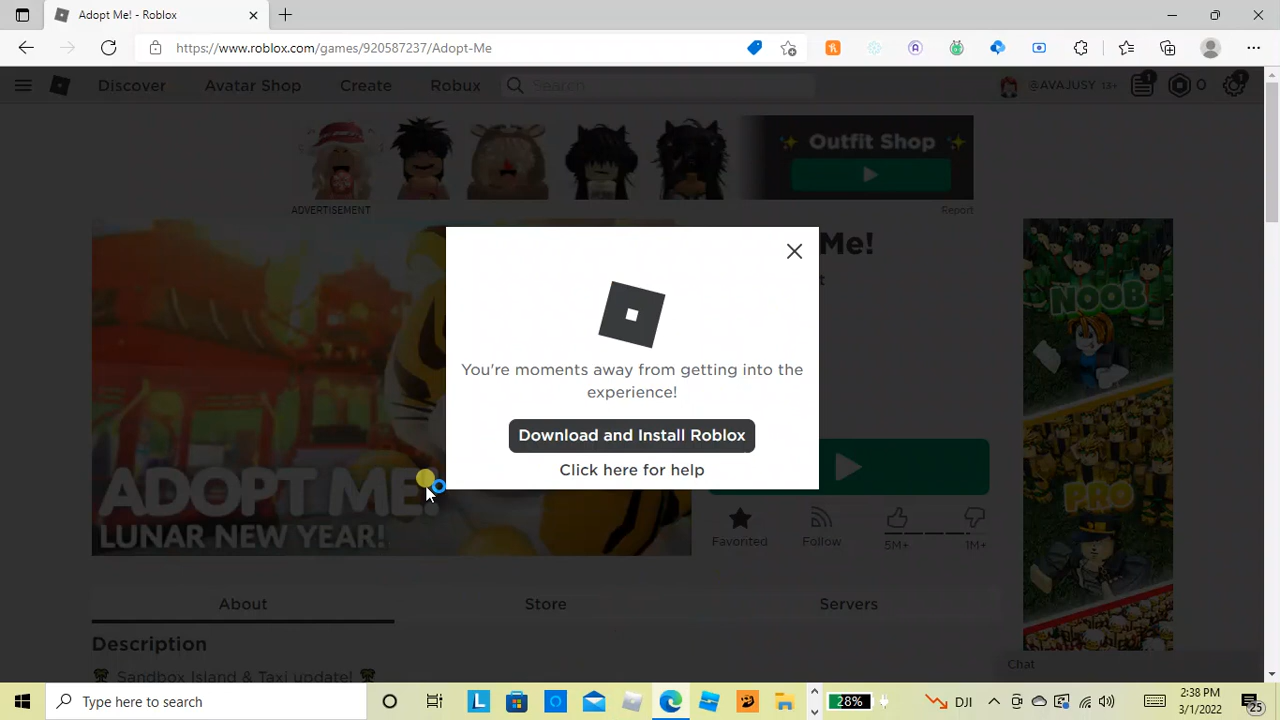 Adopt Me! - Roblox
https://www.roblox.com/games/920587237/Adopt-Me
Discover
Avatar Shop
Create
Robux
Search
@AVAJUSY 13+
1
0
1
Outfit Shop
ADVERTISEMENT
Report
Me!
You're moments away from getting into the
experience!
Download and Install Roblox
Click here for help
ADOPT ME!
LUNAR NEW YEAR!
Favorited
Follow
5M+
1M+
NOOB
PRO
About
Store
Servers
Description
Sandbox Island & Taxi update!
Chat
Type here to search
L
28%
DJI
2:38 PM
3/1/2022
25